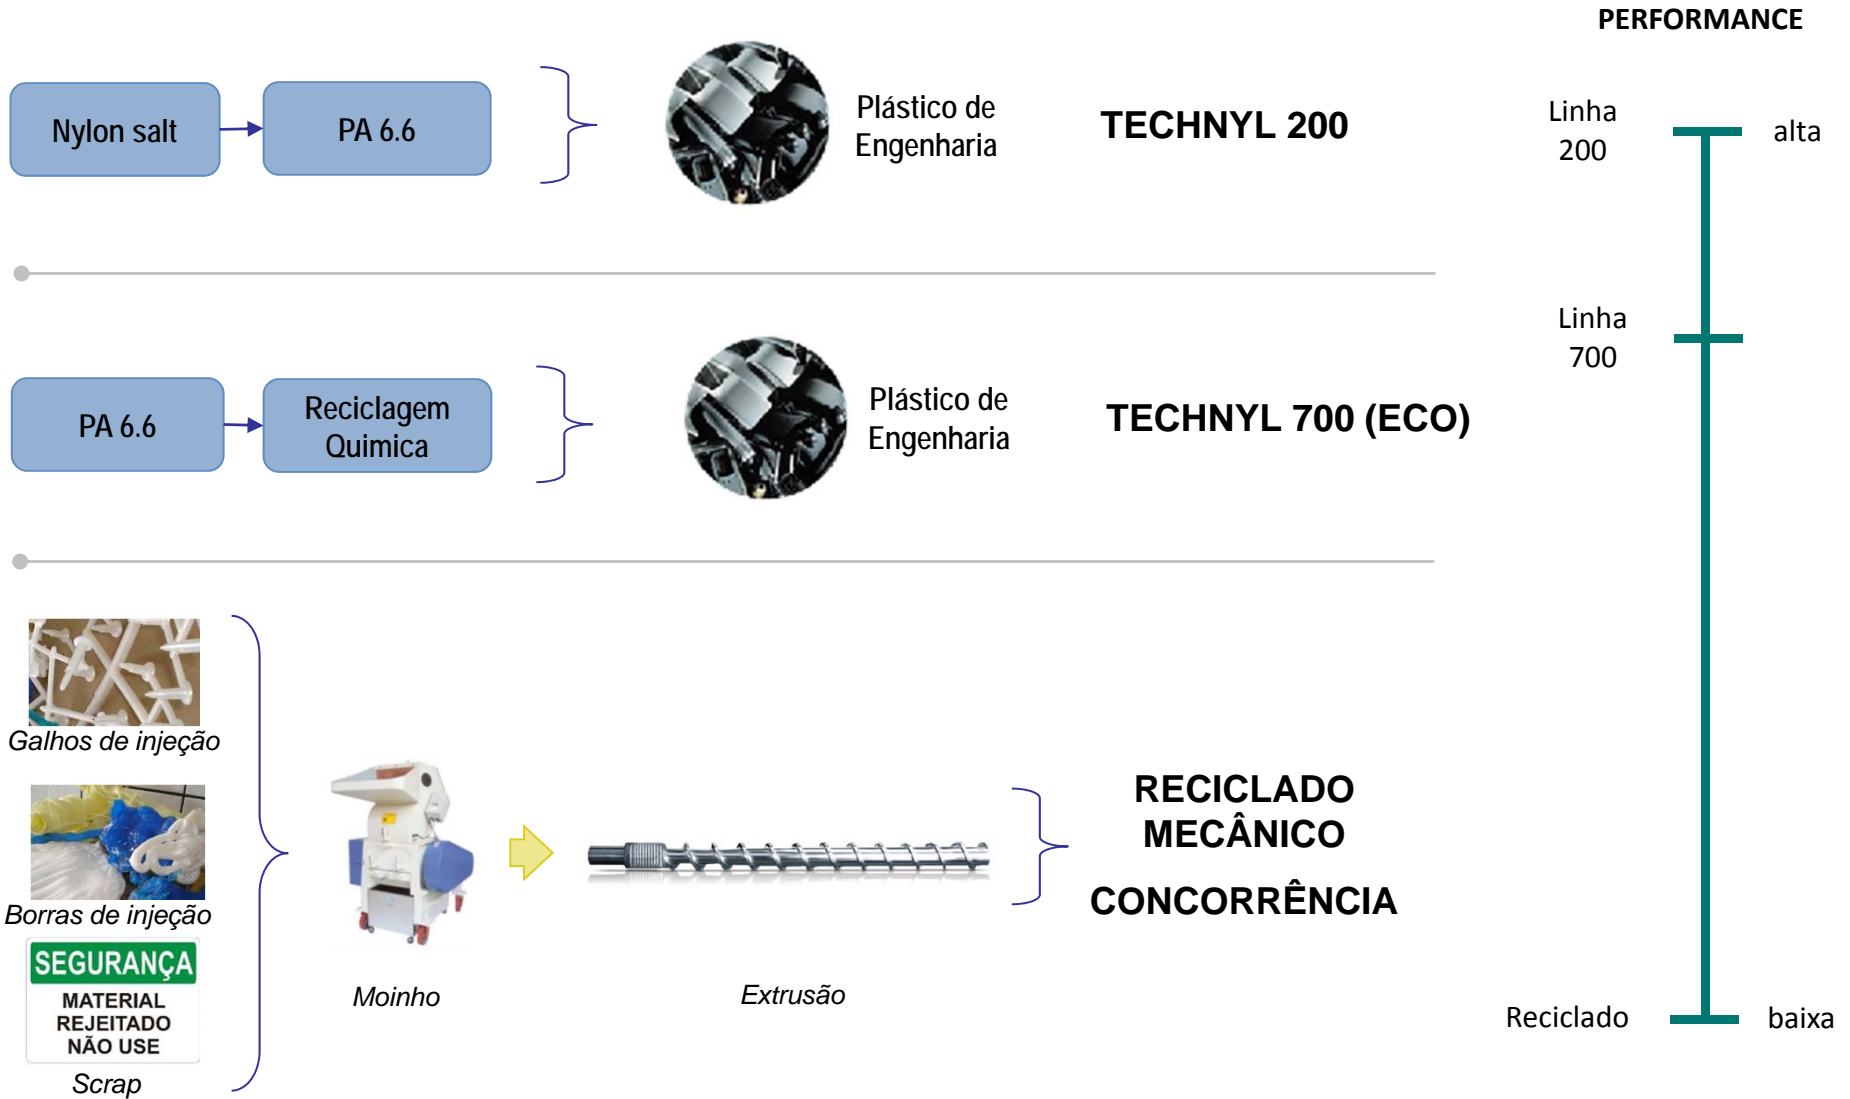 PERFORMANCE
Nylon salt
PA 6.6
Plástico de
Engenharia
TECHNYL 200
Linha
200
alta
PA 6.6
Reciclagem
Quimica
Plástico de
Engenharia
TECHNYL 700 (ECO)
Linha
700
Galhos de injeção
Borras de injeção
SEGURANÇA
MATERIAL
REJEITADO
NÃO USE
Scrap
Moinho
Extrusão
RECICLADO
MECÂNICO
CONCORRÊNCIA
Reciclado
baixa